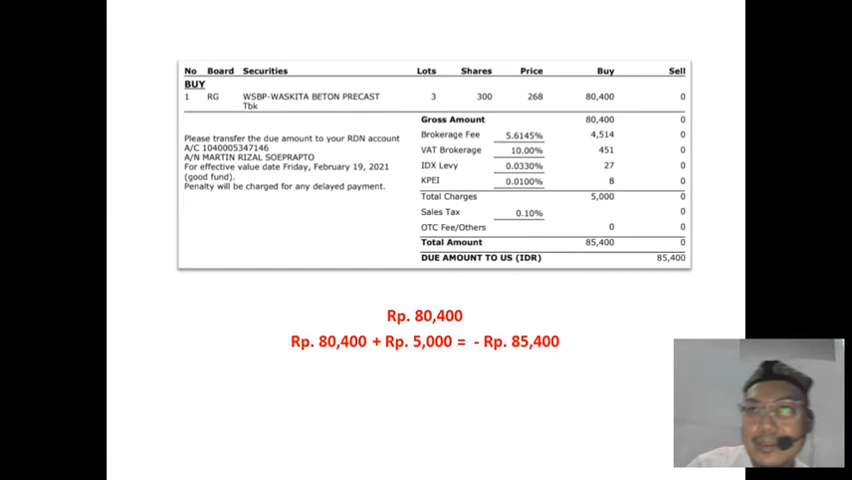 No Board Securities Lots Shares Price Buy Sell
BUY
1 RG WSBP-WASKITA BETON PRECAST 3 300 268 80,400 0
Tbk
Gross Amount 80,400 0
Please transfer the due amount to your RDN account
A/C 1040005347146
A/N MARTIN RIZAL SOEPRAPTO
For effective value date Friday, February 19, 2021
(good fund).
Penalty will be charged for any delayed payment.
Brokerage Fee 5.6145% 4,514 0
VAT Brokerage 10.00% 451 0
IDX Levy 0.0330% 27 0
KPEI 0.0100% 8 0
Total Charges 5,000 0
Sales Tax 0.10% 0
OTC Fee/Others 0 0
Total Amount 85,400 0
DUE AMOUNT TO US (IDR) 85,400
Rp. 80,400
Rp. 80,400 + Rp. 5,000 = - Rp. 85,400